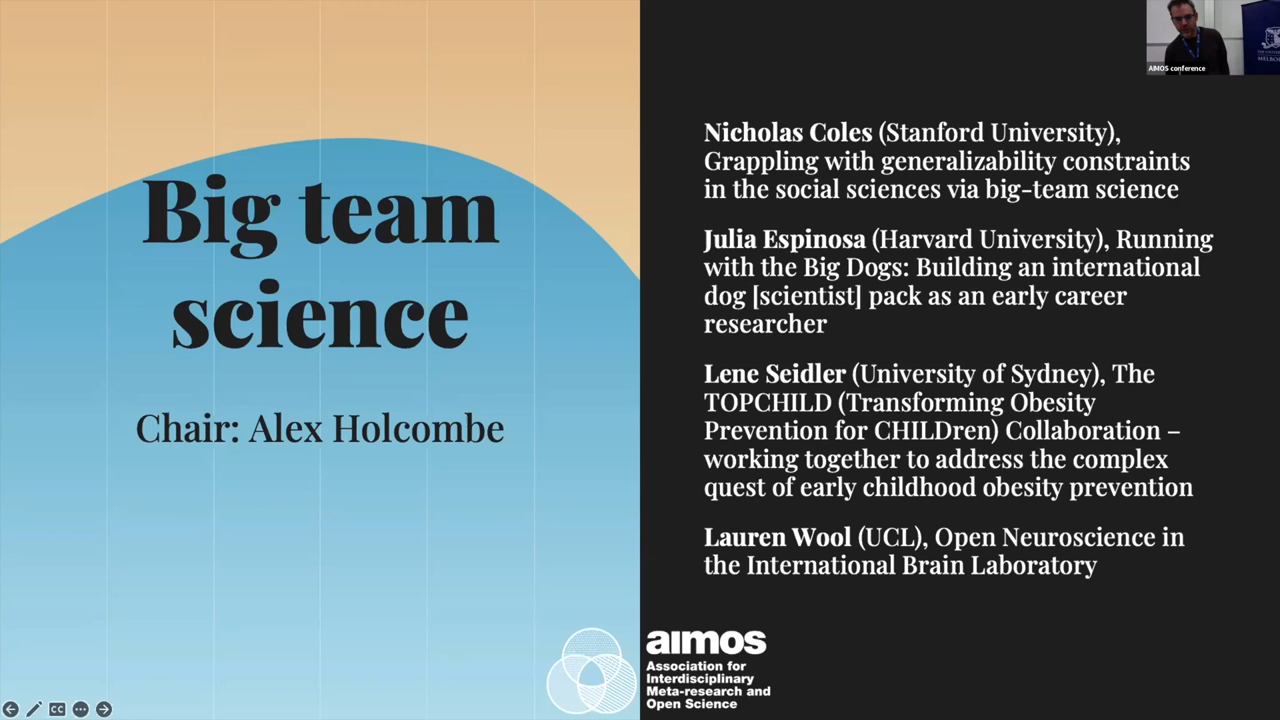 Big team
science
Chair: Alex Holcombe
Nicholas Coles (Stanford University),
Grappling with generalizability constraints
in the social sciences via big-team science
Julia Espinosa (Harvard University), Running
with the Big Dogs: Building an international
dog [scientist] pack as an early career
researcher
Lene Seidler (University of Sydney), The
TOPCHILD (Transforming Obesity
Prevention for CHILDren) Collaboration –
working together to address the complex
quest of early childhood obesity prevention
Lauren Wool (UCL), Open Neuroscience in
the International Brain Laboratory
aimos
Association for
Interdisciplinary
Meta-research and
Open Science
AIMOS conference
CC